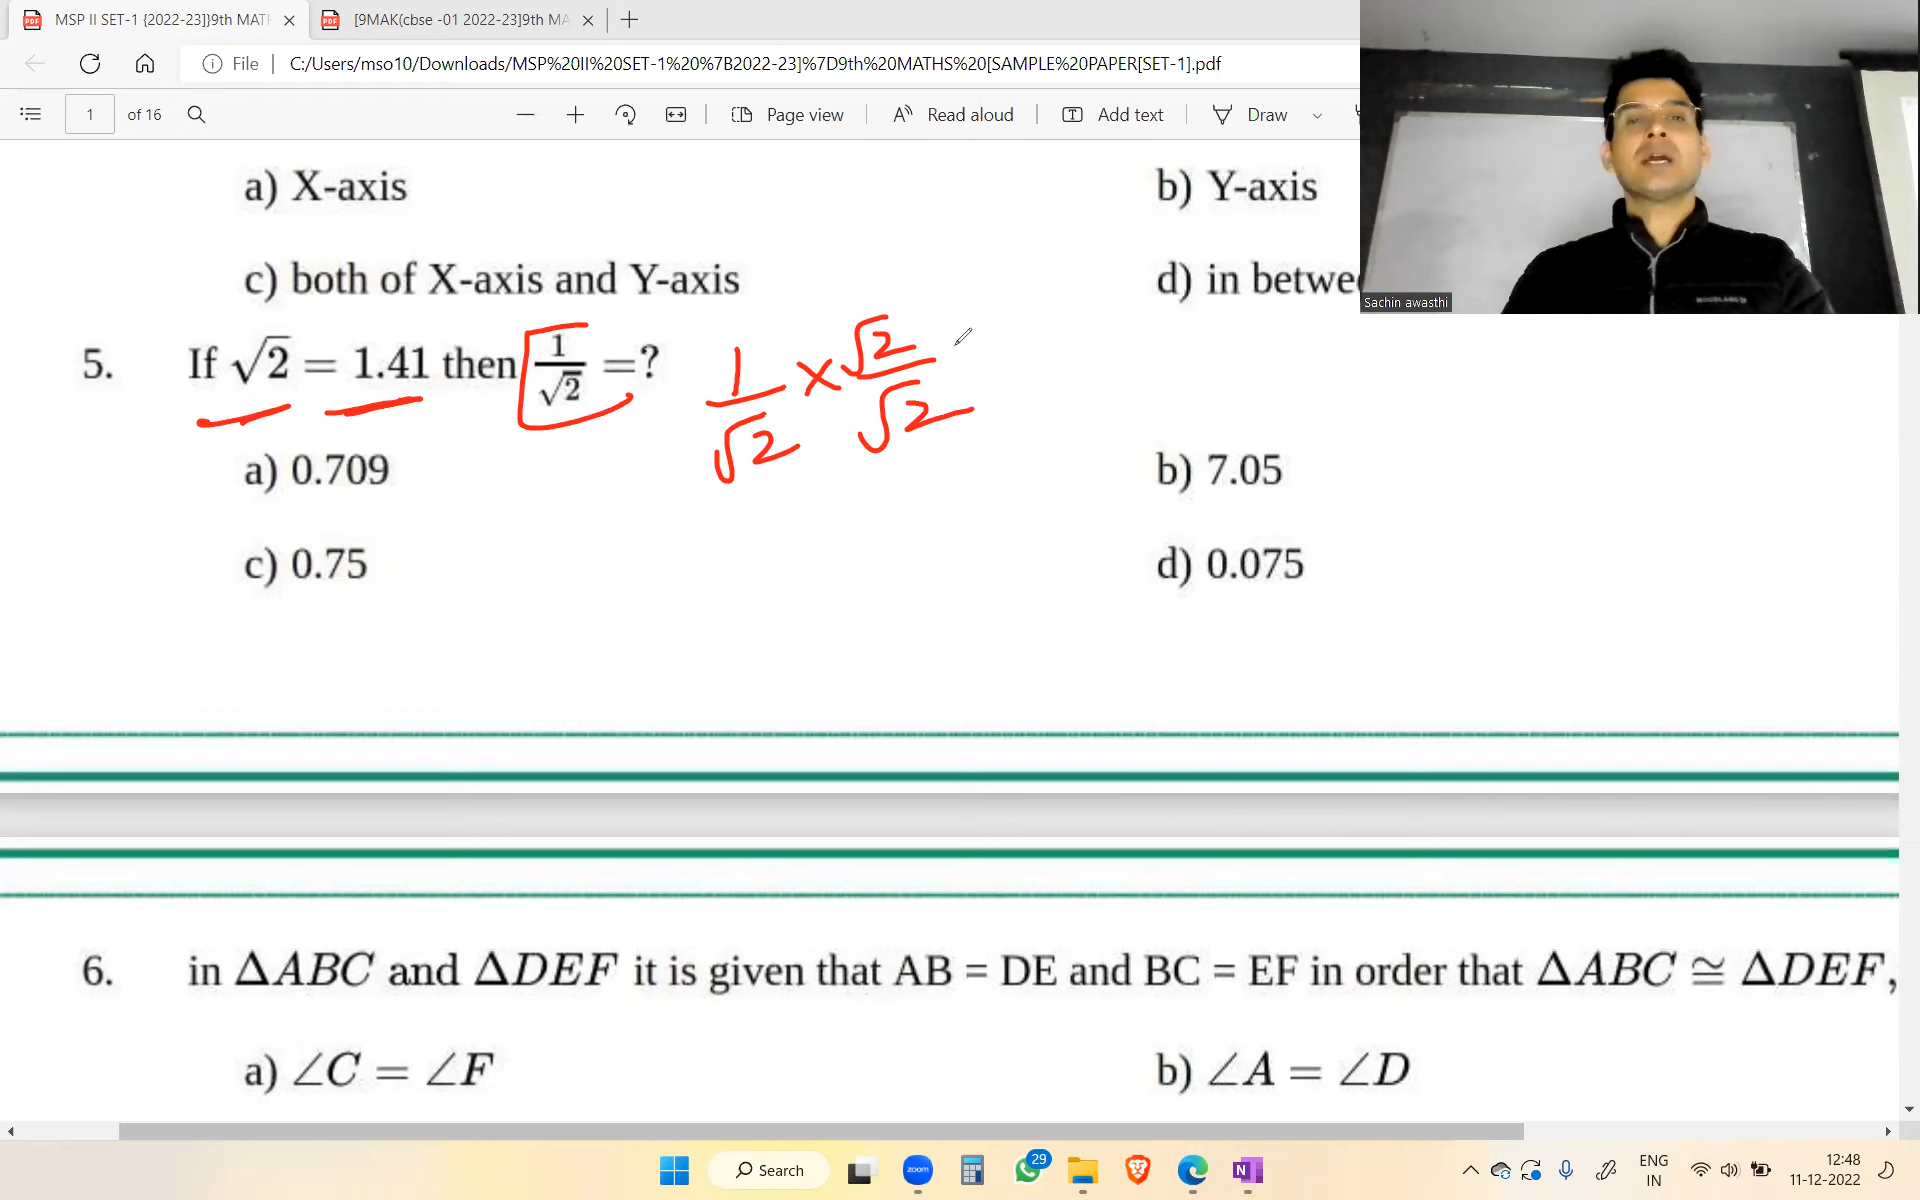 MSP II SET-1 {2022-23]}9th MATH
[9MAK(cbse -01 2022-23]9th MA
File
C:/Users/mso10/Downloads/MSP%20II%20SET-1%20%7B2022-23]%7D9th%20MATHS%20[SAMPLE%20PAPER[SET-1].pdf
1 of 16
Page view
Read aloud
Add text
Draw
a) X-axis
b) Y-axis
c) both of X-axis and Y-axis
d) in betwe
Sachin awasthi
5. If √2 = 1.41 then 1/√2 =?
1/√2 × √2/√2
a) 0.709
b) 7.05
c) 0.75
d) 0.075
6. in ΔABC and ΔDEF it is given that AB = DE and BC = EF in order that ΔABC ≅ ΔDEF,
a) ∠C = ∠F
b) ∠A = ∠D
Search
zoom
29
N
ENG
IN
12:48
11-12-2022